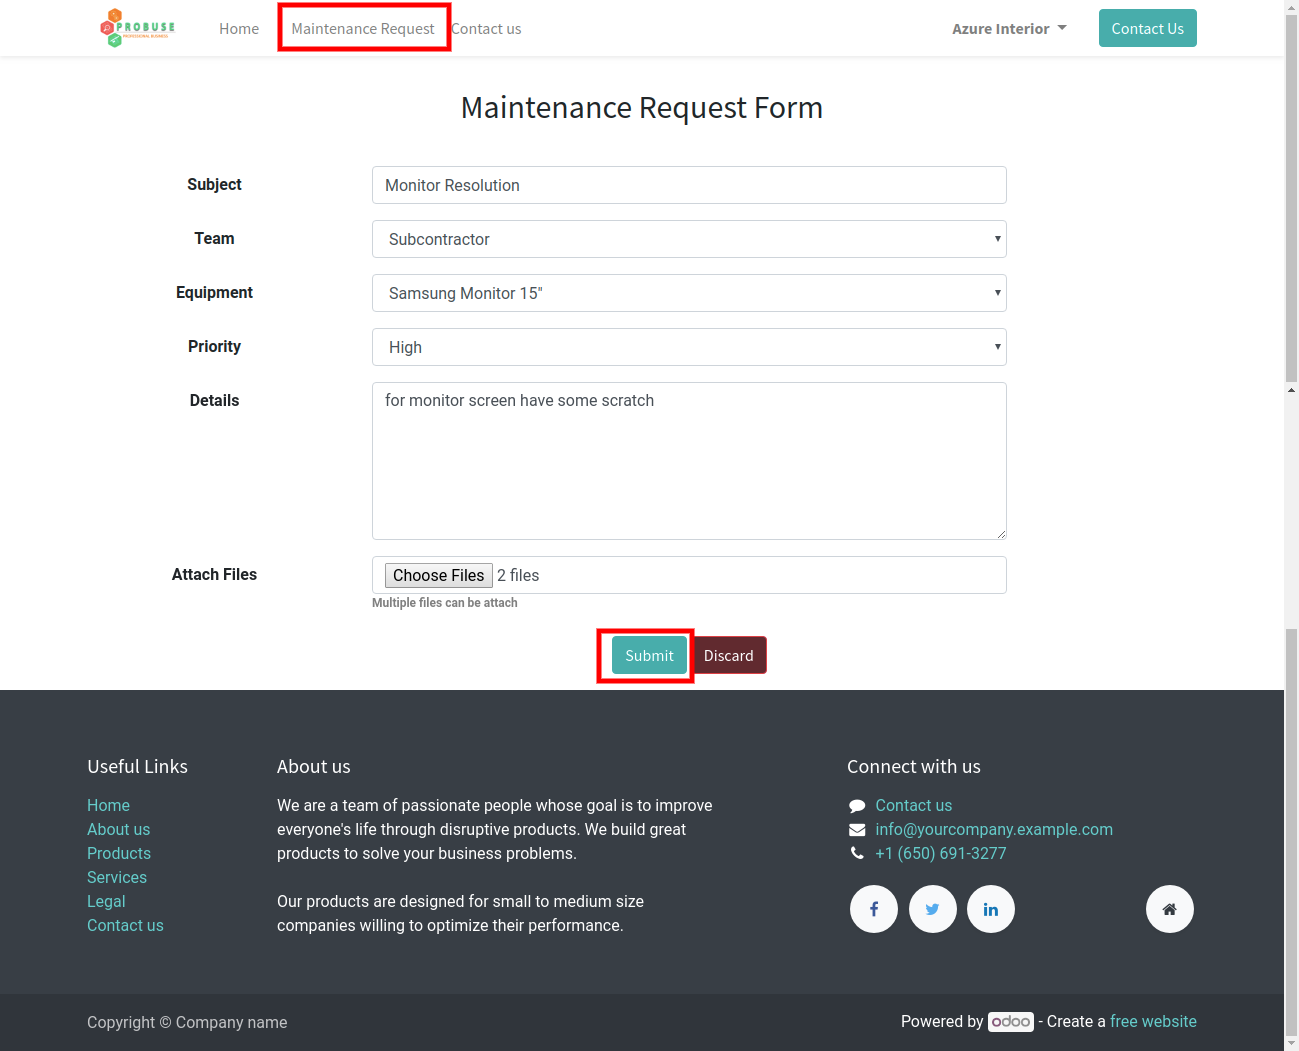 PROBUSE
PROFESSIONAL BUSINESS
Home
Maintenance Request
Contact us
Azure Interior
Contact Us
Maintenance Request Form
Subject
Monitor Resolution
Team
Subcontractor
Equipment
Samsung Monitor 15"
Priority
High
Details
for monitor screen have some scratch
Attach Files
Choose Files 2 files
Multiple files can be attach
Submit
Discard
Useful Links
Home
About us
Products
Services
Legal
Contact us
About us
We are a team of passionate people whose goal is to improve
everyone's life through disruptive products. We build great
products to solve your business problems.
Our products are designed for small to medium size
companies willing to optimize their performance.
Connect with us
Contact us
info@yourcompany.example.com
+1 (650) 691-3277
Copyright © Company name
Powered by odoo - Create a free website